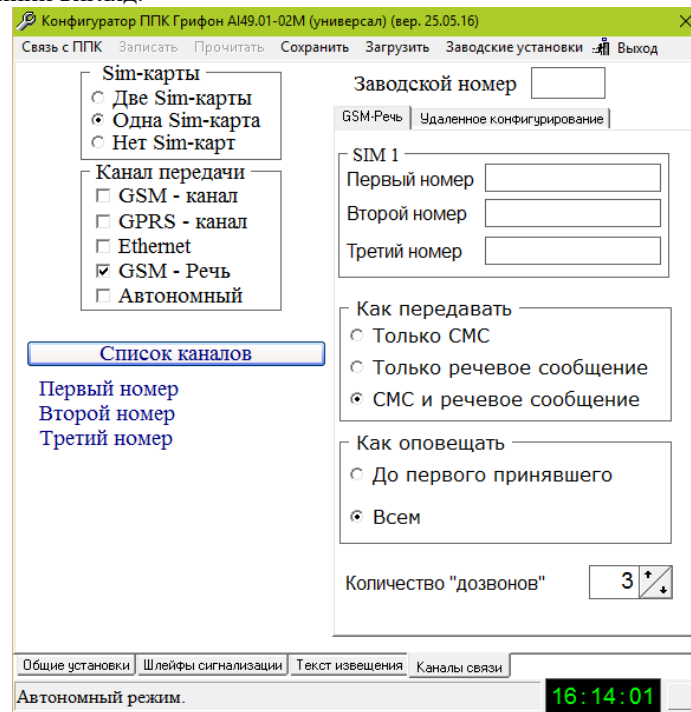 Конфигуратор ППК Грифон AI49.01-02М (универсал) (вер. 25.05.16)
Связь с ППК Записать Прочитать Сохранить Загрузить Заводские установки Выход
Sim-карты
Две Sim-карты
Одна Sim-карта
Нет Sim-карт
Канал передачи
GSM - канал
GPRS - канал
Ethernet
GSM - Речь
Автономный
Список каналов
Первый номер
Второй номер
Третий номер
Заводской номер
GSM-Речь Удаленное конфигурирование
SIM 1
Первый номер
Второй номер
Третий номер
Как передавать
Только СМС
Только речевое сообщение
СМС и речевое сообщение
Как оповещать
До первого принявшего
Всем
Количество "дозвонов" 3
Общие установки Шлейфы сигнализации Текст извещения Каналы связи
Автономный режим. 16:14:01